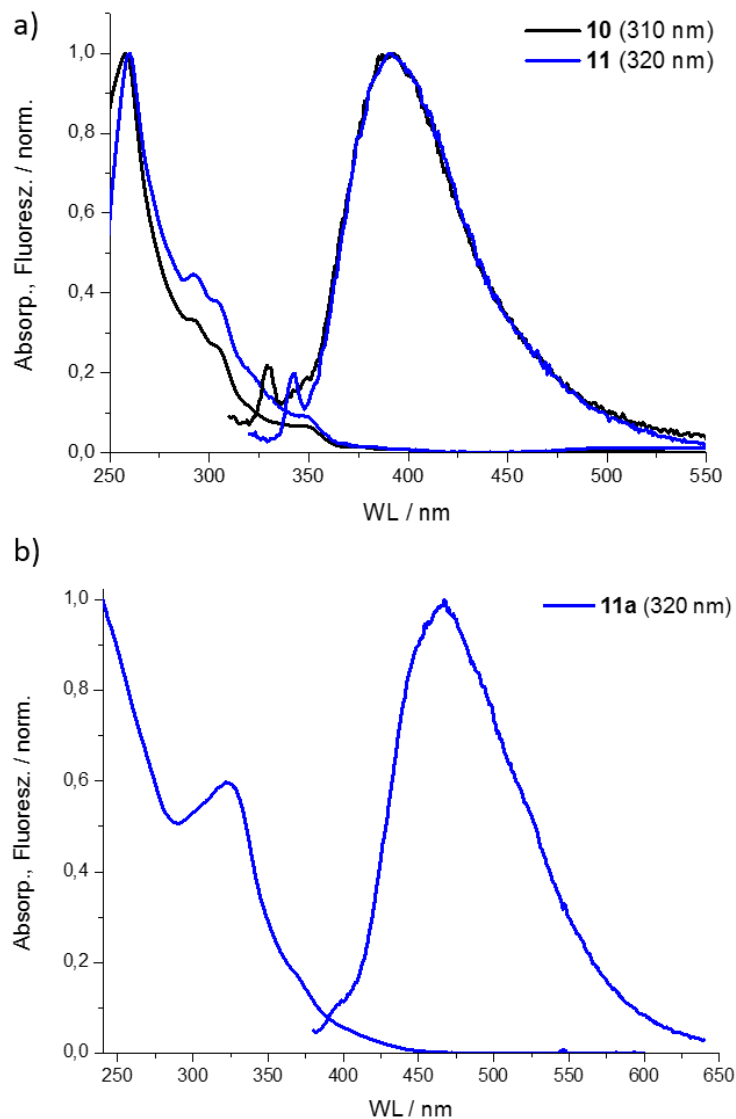 a)
10 (310 nm)
11 (320 nm)
1,0
0,8
0,6
0,4
0,2
0,0
Absorp., Fluoresz. / norm.
250 300 350 400 450 500 550
WL / nm
b)
11a (320 nm)
1,0
0,8
0,6
0,4
0,2
0,0
Absorp., Fluoresz. / norm.
250 300 350 400 450 500 550 600 650
WL / nm